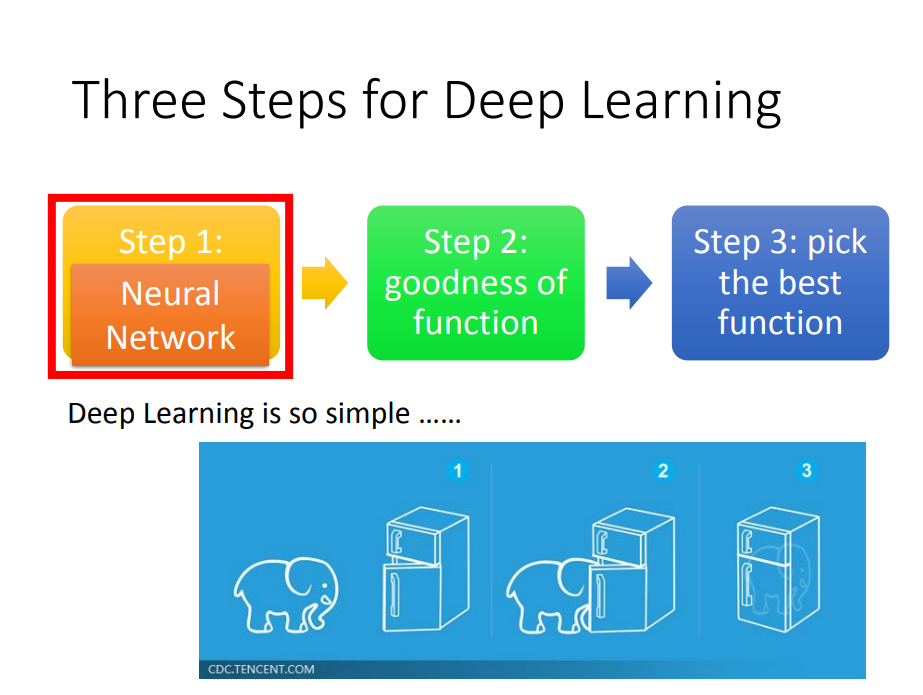 Three Steps for Deep Learning
Step 1:
Neural
Network
Step 2:
goodness of
function
Step 3: pick
the best
function
Deep Learning is so simple ……
1
2
3
CDC.TENCENT.COM